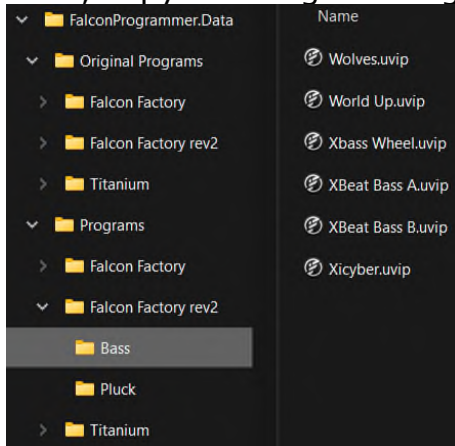 FalconProgrammer.Data
Original Programs
Falcon Factory
Falcon Factory rev2
Titanium
Programs
Falcon Factory
Falcon Factory rev2
Bass
Pluck
Titanium
Name
Wolves.uvip
World Up.uvip
Xbass Wheel.uvip
XBeat Bass A.uvip
XBeat Bass B.uvip
Xicyber.uvip